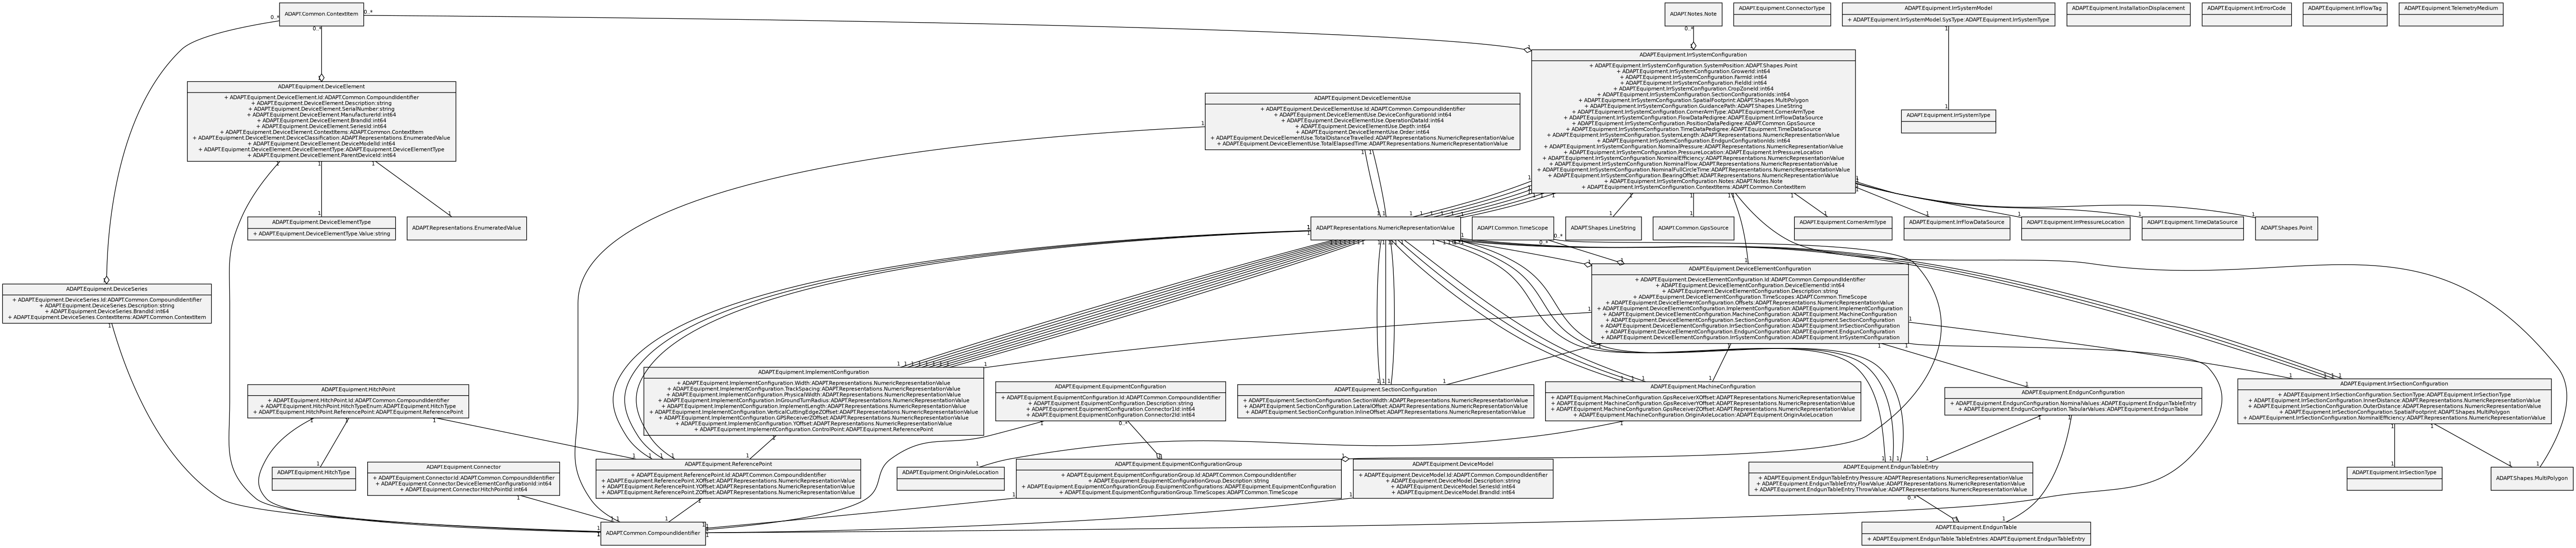 ADAPT.Common.ContextItem
ADAPT.Notes.Note
ADAPT.Equipment.ConnectorType
ADAPT.Equipment.IrrSystemModel
+ ADAPT.Equipment.IrrSystemModel.SysType:ADAPT.Equipment.IrrSystemType
ADAPT.Equipment.InstallationDisplacement
ADAPT.Equipment.IrrErrorCode
ADAPT.Equipment.IrrFlowTag
ADAPT.Equipment.TelemetryMedium
ADAPT.Equipment.IrrSystemConfiguration
+ ADAPT.Equipment.IrrSystemConfiguration.SystemPosition:ADAPT.Shapes.Point
+ ADAPT.Equipment.IrrSystemConfiguration.GrowerId:int64
+ ADAPT.Equipment.IrrSystemConfiguration.FarmId:int64
+ ADAPT.Equipment.IrrSystemConfiguration.FieldId:int64
+ ADAPT.Equipment.IrrSystemConfiguration.CropZoneId:int64
+ ADAPT.Equipment.IrrSystemConfiguration.SectionConfigurationIds:int64
+ ADAPT.Equipment.IrrSystemConfiguration.SpatialFootprint:ADAPT.Shapes.MultiPolygon
+ ADAPT.Equipment.IrrSystemConfiguration.GuidancePath:ADAPT.Shapes.LineString
+ ADAPT.Equipment.IrrSystemConfiguration.CornerArmType:ADAPT.Equipment.CornerArmType
+ ADAPT.Equipment.IrrSystemConfiguration.FlowDataPedigree:ADAPT.Equipment.IrrFlowDataSource
+ ADAPT.Equipment.IrrSystemConfiguration.PositionDataPedigree:ADAPT.Common.GpsSource
+ ADAPT.Equipment.IrrSystemConfiguration.TimeDataPedigree:ADAPT.Equipment.TimeDataSource
+ ADAPT.Equipment.IrrSystemConfiguration.SystemLength:ADAPT.Representations.NumericRepresentationValue
+ ADAPT.Equipment.IrrSystemConfiguration.EndgunConfigurationIds:int64
+ ADAPT.Equipment.IrrSystemConfiguration.NominalPressure:ADAPT.Representations.NumericRepresentationValue
+ ADAPT.Equipment.IrrSystemConfiguration.PressureLocation:ADAPT.Equipment.IrrPressureLocation
+ ADAPT.Equipment.IrrSystemConfiguration.NominalEfficiency:ADAPT.Representations.NumericRepresentationValue
+ ADAPT.Equipment.IrrSystemConfiguration.NominalFlow:ADAPT.Representations.NumericRepresentationValue
+ ADAPT.Equipment.IrrSystemConfiguration.NominalFullCircleTime:ADAPT.Representations.NumericRepresentationValue
+ ADAPT.Equipment.IrrSystemConfiguration.BearingOffset:ADAPT.Representations.NumericRepresentationValue
+ ADAPT.Equipment.IrrSystemConfiguration.Notes:ADAPT.Notes.Note
+ ADAPT.Equipment.IrrSystemConfiguration.ContextItems:ADAPT.Common.ContextItem
ADAPT.Equipment.DeviceElement
+ ADAPT.Equipment.DeviceElement.Id:ADAPT.Common.CompoundIdentifier
+ ADAPT.Equipment.DeviceElement.Description:string
+ ADAPT.Equipment.DeviceElement.SerialNumber:string
+ ADAPT.Equipment.DeviceElement.ManufacturerId:int64
+ ADAPT.Equipment.DeviceElement.BrandId:int64
+ ADAPT.Equipment.DeviceElement.SeriesId:int64
+ ADAPT.Equipment.DeviceElement.ContextItems:ADAPT.Common.ContextItem
+ ADAPT.Equipment.DeviceElement.DeviceClassification:ADAPT.Representations.EnumeratedValue
+ ADAPT.Equipment.DeviceElement.DeviceModelId:int64
+ ADAPT.Equipment.DeviceElement.DeviceElementType:ADAPT.Equipment.DeviceElementType
+ ADAPT.Equipment.DeviceElement.ParentDeviceId:int64
ADAPT.Equipment.DeviceElementUse
+ ADAPT.Equipment.DeviceElementUse.Id:ADAPT.Common.CompoundIdentifier
+ ADAPT.Equipment.DeviceElementUse.DeviceConfigurationId:int64
+ ADAPT.Equipment.DeviceElementUse.OperationDataId:int64
+ ADAPT.Equipment.DeviceElementUse.Depth:int64
+ ADAPT.Equipment.DeviceElementUse.Order:int64
+ ADAPT.Equipment.DeviceElementUse.TotalDistanceTravelled:ADAPT.Representations.NumericRepresentationValue
+ ADAPT.Equipment.DeviceElementUse.TotalElapsedTime:ADAPT.Representations.NumericRepresentationValue
ADAPT.Equipment.IrrSystemType
ADAPT.Equipment.DeviceElementType
+ ADAPT.Equipment.DeviceElementType.Value:string
ADAPT.Representations.EnumeratedValue
ADAPT.Representations.NumericRepresentationValue
ADAPT.Common.TimeScope
ADAPT.Shapes.LineString
ADAPT.Common.GpsSource
ADAPT.Equipment.CornerArmType
ADAPT.Equipment.IrrFlowDataSource
ADAPT.Equipment.IrrPressureLocation
ADAPT.Equipment.TimeDataSource
ADAPT.Shapes.Point
ADAPT.Equipment.DeviceSeries
+ ADAPT.Equipment.DeviceSeries.Id:ADAPT.Common.CompoundIdentifier
+ ADAPT.Equipment.DeviceSeries.Description:string
+ ADAPT.Equipment.DeviceSeries.BrandId:int64
+ ADAPT.Equipment.DeviceSeries.ContextItems:ADAPT.Common.ContextItem
ADAPT.Equipment.DeviceElementConfiguration
+ ADAPT.Equipment.DeviceElementConfiguration.Id:ADAPT.Common.CompoundIdentifier
+ ADAPT.Equipment.DeviceElementConfiguration.DeviceElementId:int64
+ ADAPT.Equipment.DeviceElementConfiguration.Description:string
+ ADAPT.Equipment.DeviceElementConfiguration.TimeScopes:ADAPT.Common.TimeScope
+ ADAPT.Equipment.DeviceElementConfiguration.Offsets:ADAPT.Representations.NumericRepresentationValue
+ ADAPT.Equipment.DeviceElementConfiguration.ImplementConfiguration:ADAPT.Equipment.ImplementConfiguration
+ ADAPT.Equipment.DeviceElementConfiguration.MachineConfiguration:ADAPT.Equipment.MachineConfiguration
+ ADAPT.Equipment.DeviceElementConfiguration.SectionConfiguration:ADAPT.Equipment.SectionConfiguration
+ ADAPT.Equipment.DeviceElementConfiguration.IrrSectionConfiguration:ADAPT.Equipment.IrrSectionConfiguration
+ ADAPT.Equipment.DeviceElementConfiguration.EndgunConfiguration:ADAPT.Equipment.EndgunConfiguration
+ ADAPT.Equipment.DeviceElementConfiguration.IrrSystemConfiguration:ADAPT.Equipment.IrrSystemConfiguration
ADAPT.Equipment.ImplementConfiguration
+ ADAPT.Equipment.ImplementConfiguration.Width:ADAPT.Representations.NumericRepresentationValue
+ ADAPT.Equipment.ImplementConfiguration.TrackSpacing:ADAPT.Representations.NumericRepresentationValue
+ ADAPT.Equipment.ImplementConfiguration.PhysicalWidth:ADAPT.Representations.NumericRepresentationValue
+ ADAPT.Equipment.ImplementConfiguration.InGroundTurnRadius:ADAPT.Representations.NumericRepresentationValue
+ ADAPT.Equipment.ImplementConfiguration.ImplementLength:ADAPT.Representations.NumericRepresentationValue
+ ADAPT.Equipment.ImplementConfiguration.VerticalCuttingEdgeZOffset:ADAPT.Representations.NumericRepresentationValue
+ ADAPT.Equipment.ImplementConfiguration.GPSReceiverZOffset:ADAPT.Representations.NumericRepresentationValue
+ ADAPT.Equipment.ImplementConfiguration.YOffset:ADAPT.Representations.NumericRepresentationValue
+ ADAPT.Equipment.ImplementConfiguration.ControlPoint:ADAPT.Equipment.ReferencePoint
ADAPT.Equipment.HitchPoint
+ ADAPT.Equipment.HitchPoint.Id:ADAPT.Common.CompoundIdentifier
+ ADAPT.Equipment.HitchPoint.HitchTypeEnum:ADAPT.Equipment.HitchType
+ ADAPT.Equipment.HitchPoint.ReferencePoint:ADAPT.Equipment.ReferencePoint
ADAPT.Equipment.EquipmentConfiguration
+ ADAPT.Equipment.EquipmentConfiguration.Id:ADAPT.Common.CompoundIdentifier
+ ADAPT.Equipment.EquipmentConfiguration.Description:string
+ ADAPT.Equipment.EquipmentConfiguration.Connector1Id:int64
+ ADAPT.Equipment.EquipmentConfiguration.Connector2Id:int64
ADAPT.Equipment.SectionConfiguration
+ ADAPT.Equipment.SectionConfiguration.SectionWidth:ADAPT.Representations.NumericRepresentationValue
+ ADAPT.Equipment.SectionConfiguration.LateralOffset:ADAPT.Representations.NumericRepresentationValue
+ ADAPT.Equipment.SectionConfiguration.InlineOffset:ADAPT.Representations.NumericRepresentationValue
ADAPT.Equipment.MachineConfiguration
+ ADAPT.Equipment.MachineConfiguration.GpsReceiverXOffset:ADAPT.Representations.NumericRepresentationValue
+ ADAPT.Equipment.MachineConfiguration.GpsReceiverYOffset:ADAPT.Representations.NumericRepresentationValue
+ ADAPT.Equipment.MachineConfiguration.GpsReceiverZOffset:ADAPT.Representations.NumericRepresentationValue
+ ADAPT.Equipment.MachineConfiguration.OriginAxleLocation:ADAPT.Equipment.OriginAxleLocation
ADAPT.Equipment.EndgunConfiguration
+ ADAPT.Equipment.EndgunConfiguration.NominalValues:ADAPT.Equipment.EndgunTableEntry
+ ADAPT.Equipment.EndgunConfiguration.TabularValues:ADAPT.Equipment.EndgunTable
ADAPT.Equipment.IrrSectionConfiguration
+ ADAPT.Equipment.IrrSectionConfiguration.SectionType:ADAPT.Equipment.IrrSectionType
+ ADAPT.Equipment.IrrSectionConfiguration.InnerDistance:ADAPT.Representations.NumericRepresentationValue
+ ADAPT.Equipment.IrrSectionConfiguration.OuterDistance:ADAPT.Representations.NumericRepresentationValue
+ ADAPT.Equipment.IrrSectionConfiguration.SpatialFootprint:ADAPT.Shapes.MultiPolygon
+ ADAPT.Equipment.IrrSectionConfiguration.NominalEfficiency:ADAPT.Representations.NumericRepresentationValue
ADAPT.Equipment.HitchType
ADAPT.Equipment.Connector
+ ADAPT.Equipment.Connector.Id:ADAPT.Common.CompoundIdentifier
+ ADAPT.Equipment.Connector.DeviceElementConfigurationId:int64
+ ADAPT.Equipment.Connector.HitchPointId:int64
ADAPT.Equipment.ReferencePoint
+ ADAPT.Equipment.ReferencePoint.Id:ADAPT.Common.CompoundIdentifier
+ ADAPT.Equipment.ReferencePoint.XOffset:ADAPT.Representations.NumericRepresentationValue
+ ADAPT.Equipment.ReferencePoint.YOffset:ADAPT.Representations.NumericRepresentationValue
+ ADAPT.Equipment.ReferencePoint.ZOffset:ADAPT.Representations.NumericRepresentationValue
ADAPT.Equipment.OriginAxleLocation
ADAPT.Equipment.EquipmentConfigurationGroup
+ ADAPT.Equipment.EquipmentConfigurationGroup.Id:ADAPT.Common.CompoundIdentifier
+ ADAPT.Equipment.EquipmentConfigurationGroup.Description:string
+ ADAPT.Equipment.EquipmentConfigurationGroup.EquipmentConfigurations:ADAPT.Equipment.EquipmentConfiguration
+ ADAPT.Equipment.EquipmentConfigurationGroup.TimeScopes:ADAPT.Common.TimeScope
ADAPT.Equipment.DeviceModel
+ ADAPT.Equipment.DeviceModel.Id:ADAPT.Common.CompoundIdentifier
+ ADAPT.Equipment.DeviceModel.Description:string
+ ADAPT.Equipment.DeviceModel.SeriesId:int64
+ ADAPT.Equipment.DeviceModel.BrandId:int64
ADAPT.Equipment.EndgunTableEntry
+ ADAPT.Equipment.EndgunTableEntry.Pressure:ADAPT.Representations.NumericRepresentationValue
+ ADAPT.Equipment.EndgunTableEntry.FlowValue:ADAPT.Representations.NumericRepresentationValue
+ ADAPT.Equipment.EndgunTableEntry.ThrowValue:ADAPT.Representations.NumericRepresentationValue
ADAPT.Equipment.IrrSectionType
ADAPT.Shapes.MultiPolygon
ADAPT.Common.CompoundIdentifier
ADAPT.Equipment.EndgunTable
+ ADAPT.Equipment.EndgunTable.TableEntries:ADAPT.Equipment.EndgunTableEntry